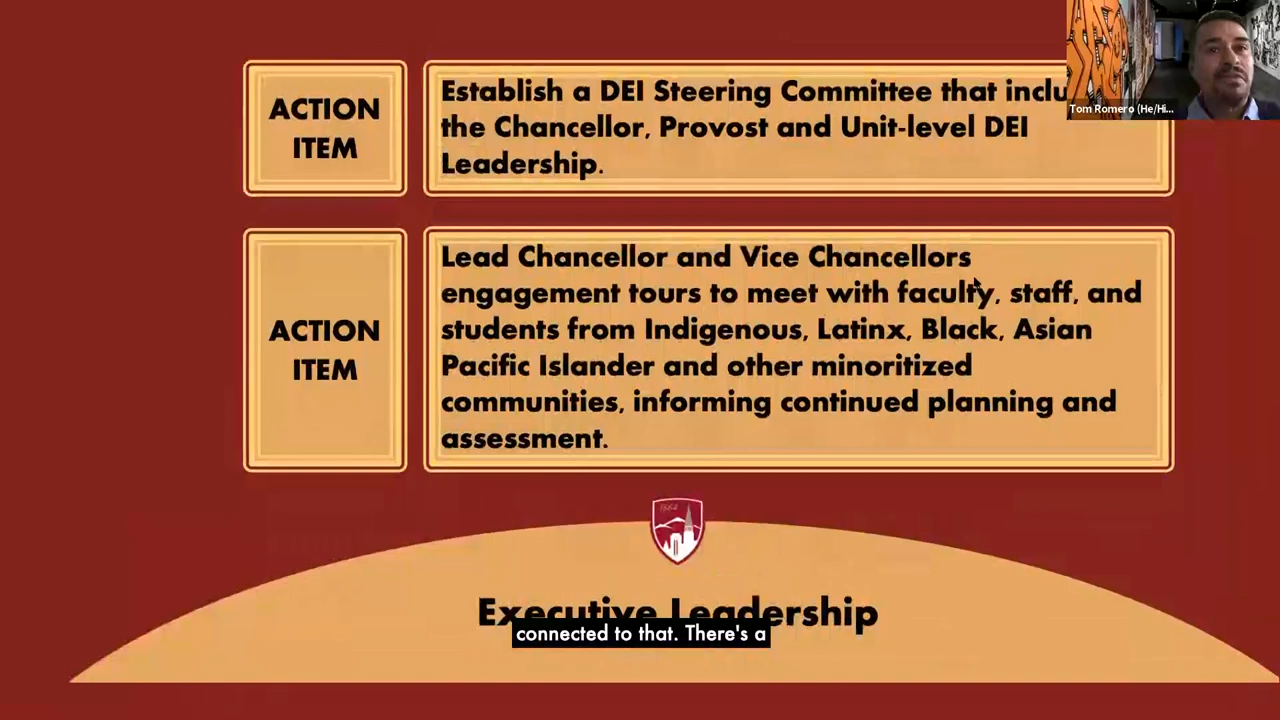 ACTION
ITEM
Establish a DEI Steering Committee that inclu
the Chancellor, Provost and Unit-level DEI
Leadership.
Tom Romero (He/Hi...
ACTION
ITEM
Lead Chancellor and Vice Chancellors
engagement tours to meet with faculty, staff, and
students from Indigenous, Latinx, Black, Asian
Pacific Islander and other minoritized
communities, informing continued planning and
assessment.
1864
Executive Leadership
connected to that. There's a